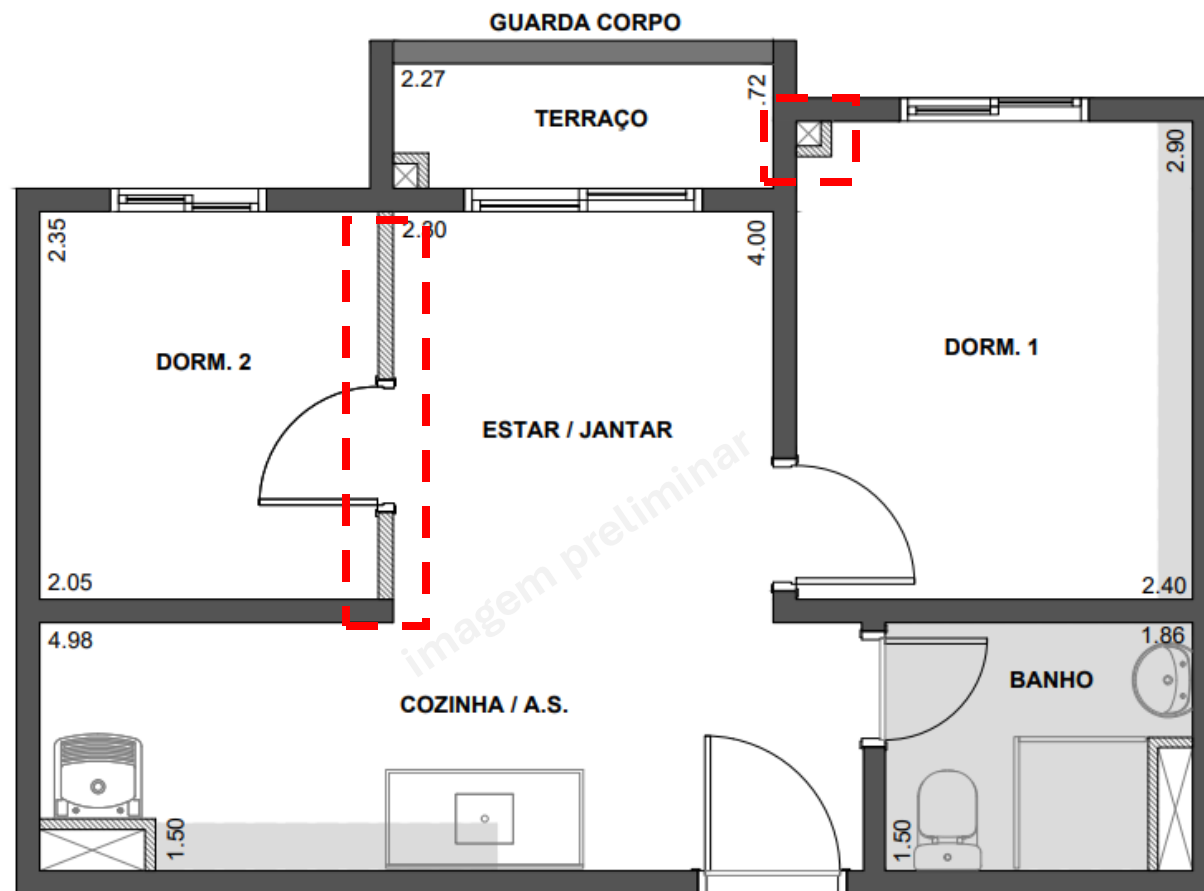 GUARDA CORPO
2.27
.72
TERRAÇO
2.90
2.35
2.30
4.00
DORM. 2
DORM. 1
ESTAR / JANTAR
imagem preliminar
2.05
2.40
4.98
1.86
BANHO
COZINHA / A.S.
1.50
1.50